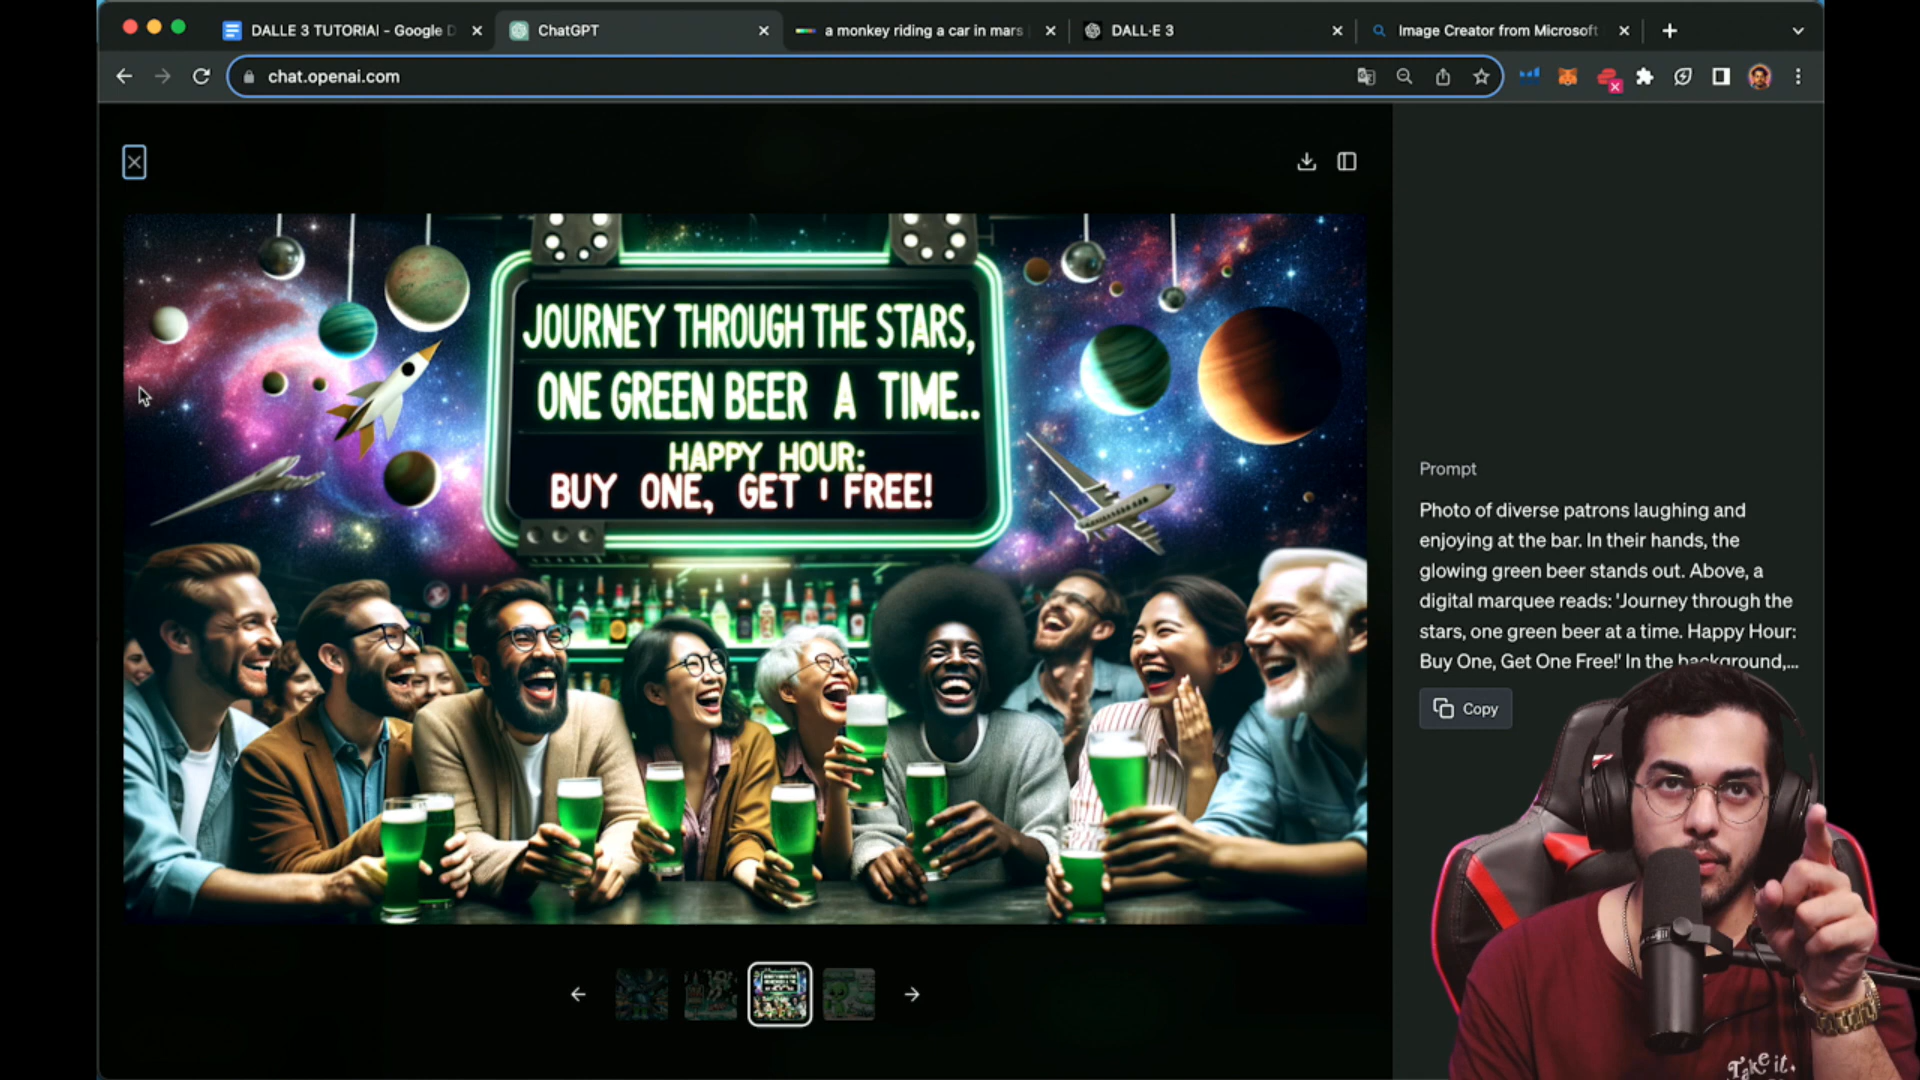 DALLE 3 TUTORIAl - Google D
ChatGPT
a monkey riding a car in mars
DALL·E 3
Image Creator from Microsoft
chat.openai.com
JOURNEY THROUGH THE STARS,
ONE GREEN BEER A TIME..
HAPPY HOUR:
BUY ONE, GET I FREE!
Prompt
Photo of diverse patrons laughing and
enjoying at the bar. In their hands, the
glowing green beer stands out. Above, a
digital marquee reads: 'Journey through the
stars, one green beer at a time. Happy Hour:
Buy One, Get One Free!' In the background,...
Copy
Take it.